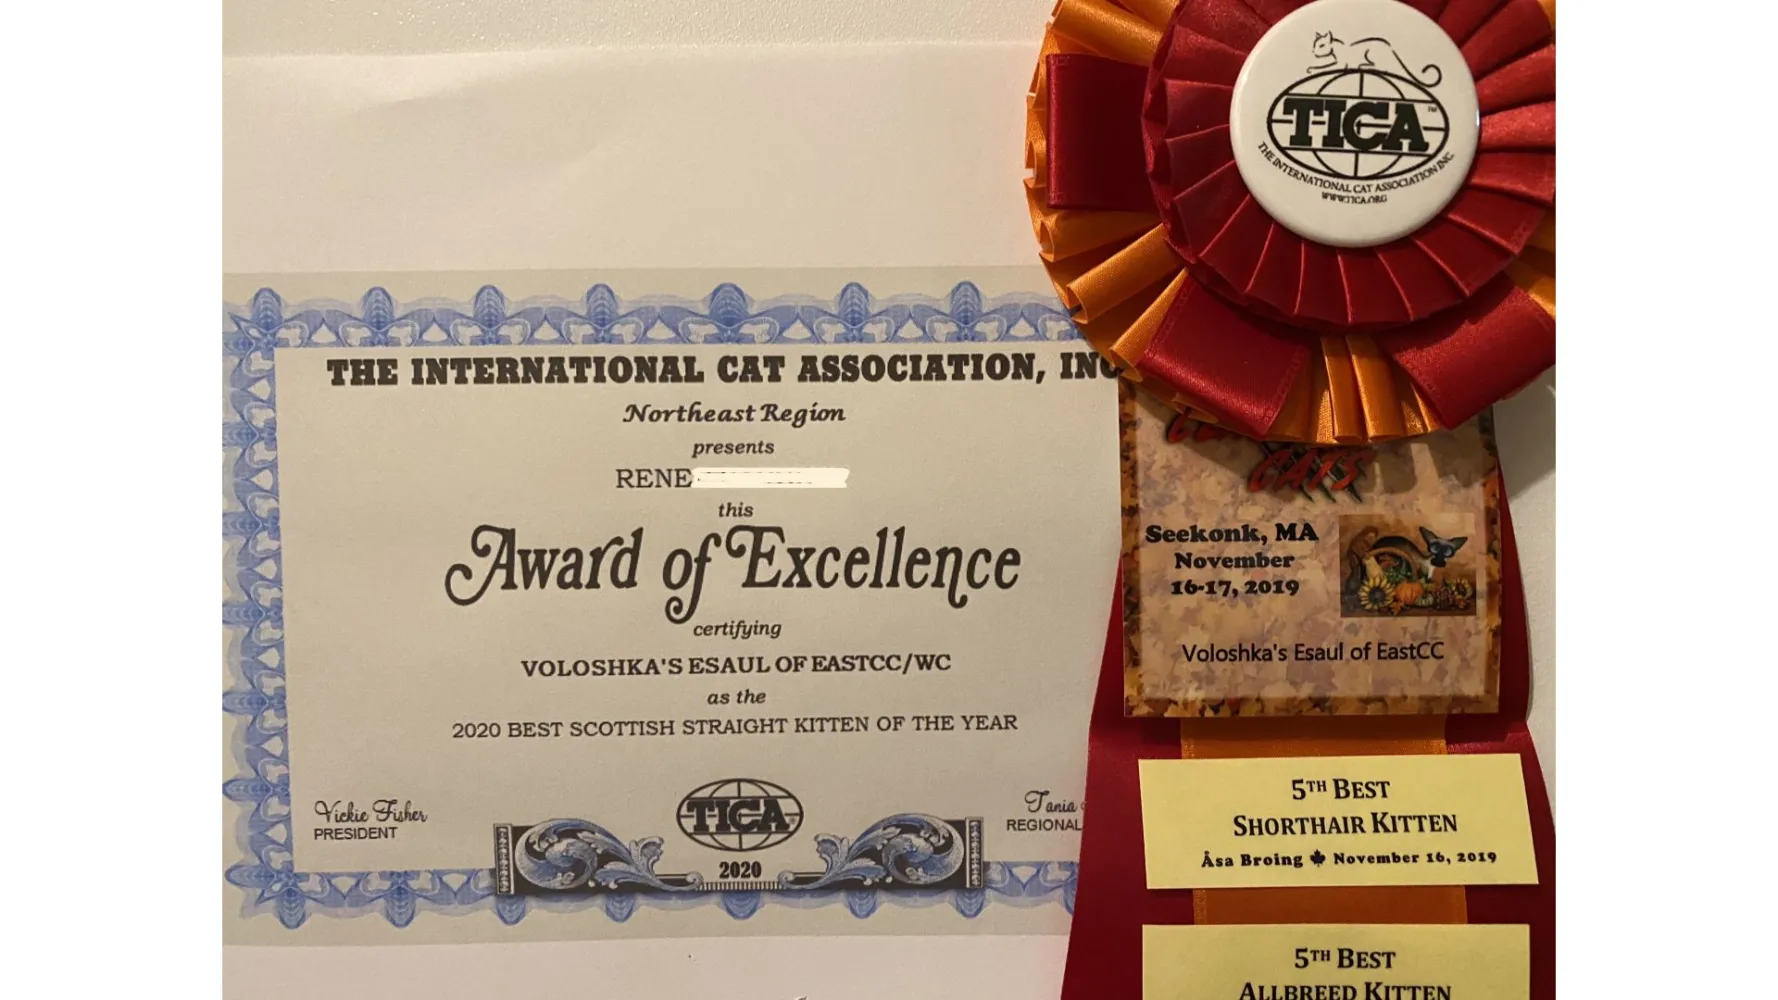 THE INTERNATIONAL CAT ASSOCIATION, INC
Northeast Region
presents
RENE
this
Award of Excellence
certifying
VOLOSHKA'S ESAUL OF EASTCC/WC
as the
2020 BEST SCOTTISH STRAIGHT KITTEN OF THE YEAR
Vickie Fisher
PRESIDENT
Tania
REGIONAL
TICA
2020
TICA™
THE INTERNATIONAL CAT ASSOCIATION INC
WWW.TICA.ORG
CATS
Seekonk, MA
November
16-17, 2019
Voloshka's Esaul of EastCC
5TH BEST
SHORTHAIR KITTEN
Åsa Broing November 16, 2019
5TH BEST
ALLBREED KITTEN